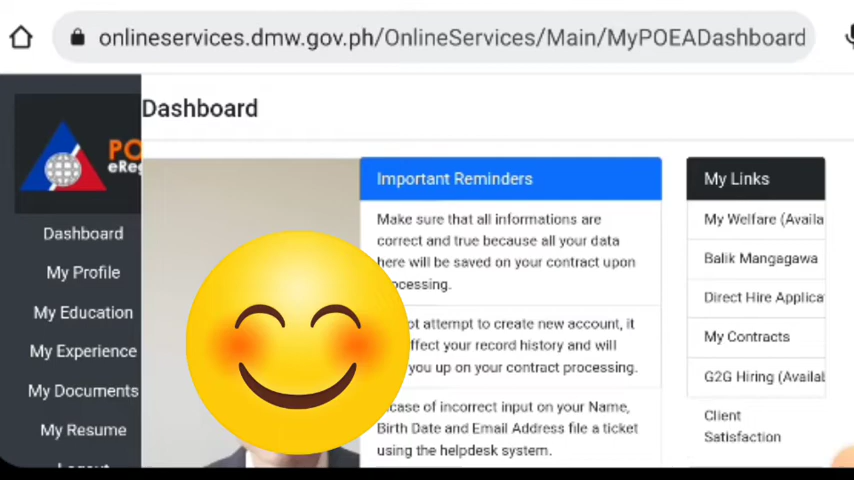 onlineservices.dmw.gov.ph/OnlineServices/Main/MyPOEADashboard
Dashboard
Dashboard
My Profile
My Education
My Experience
My Documents
My Resume
Important Reminders
Make sure that all informations are
correct and true because all your data
here will be saved on your contract upon
attempt to create new account, it
your record history and will
you up on your contract processing.
case of incorrect input on your Name,
Birth Date and Email Address file a ticket
using the helpdesk system.
My Links
My Welfare
Balik Mangagawa
Direct Hire
My Contracts
G2G Hiring
Client
Satisfaction